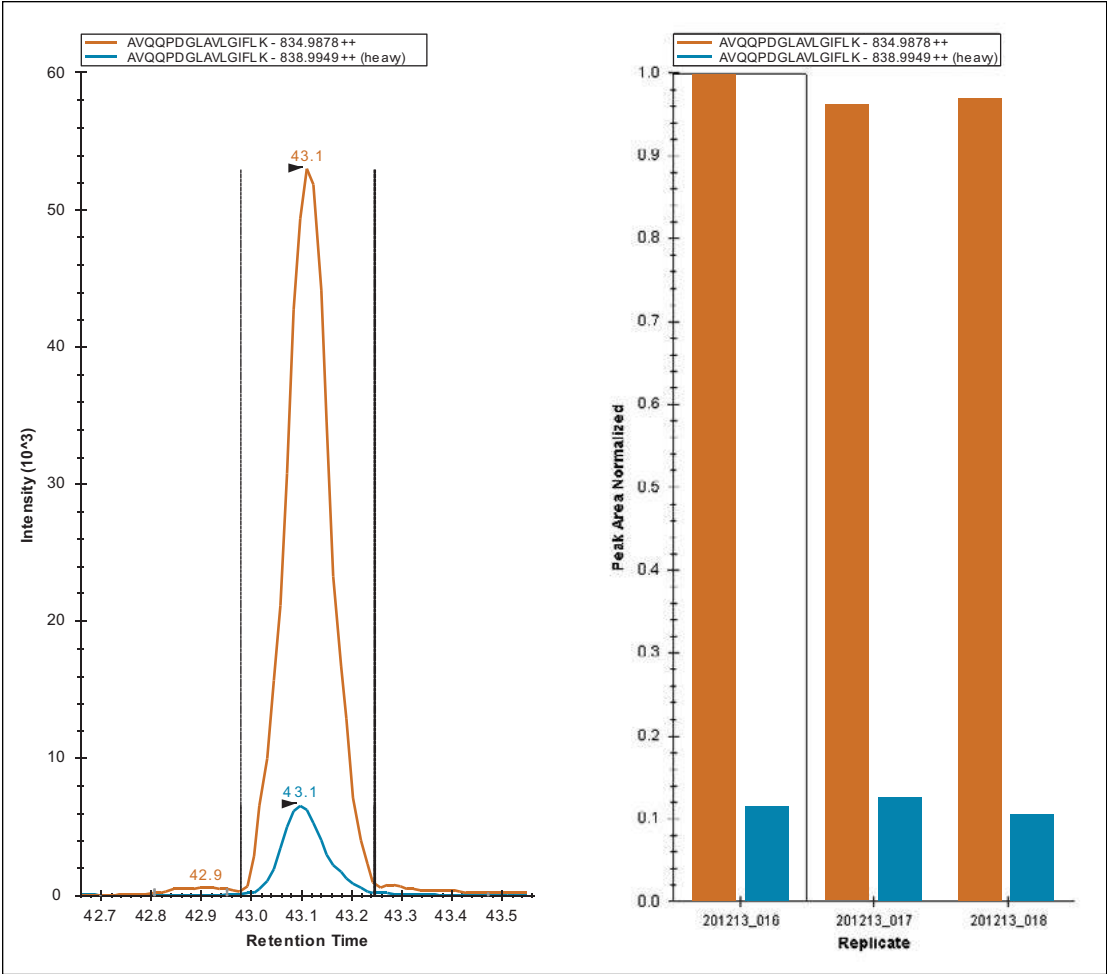 AVQQPDGLAVLGIFLK - 834.9878++
AVQQPDGLAVLGIFLK - 838.9949++ (heavy)
60
50
40
30
20
10
0
Intensity (10^3)
43.1
43.1
42.9
42.7 42.8 42.9 43.0 43.1 43.2 43.3 43.4 43.5
Retention Time
AVQQPDGLAVLGIFLK - 834.9878++
AVQQPDGLAVLGIFLK - 838.9949++ (heavy)
1.0
0.9
0.8
0.7
0.6
0.5
0.4
0.3
0.2
0.1
0.0
Peak Area Normalized
201213_016 201213_017 201213_018
Replicate